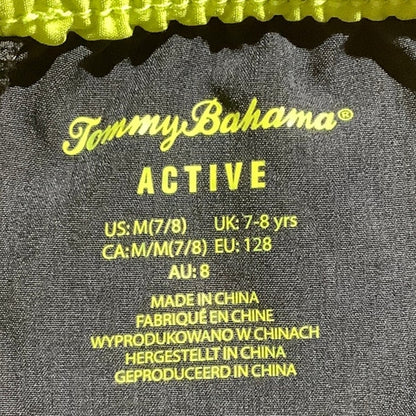 Tommy Bahama®
ACTIVE
US: M(7/8) UK: 7-8 yrs
CA: M/M(7/8) EU: 128
AU: 8
MADE IN CHINA
FABRIQUÉ EN CHINE
WYPRODUKOWANO W CHINACH
HERGESTELLT IN CHINA
GEPRODUCEERD IN CHINA